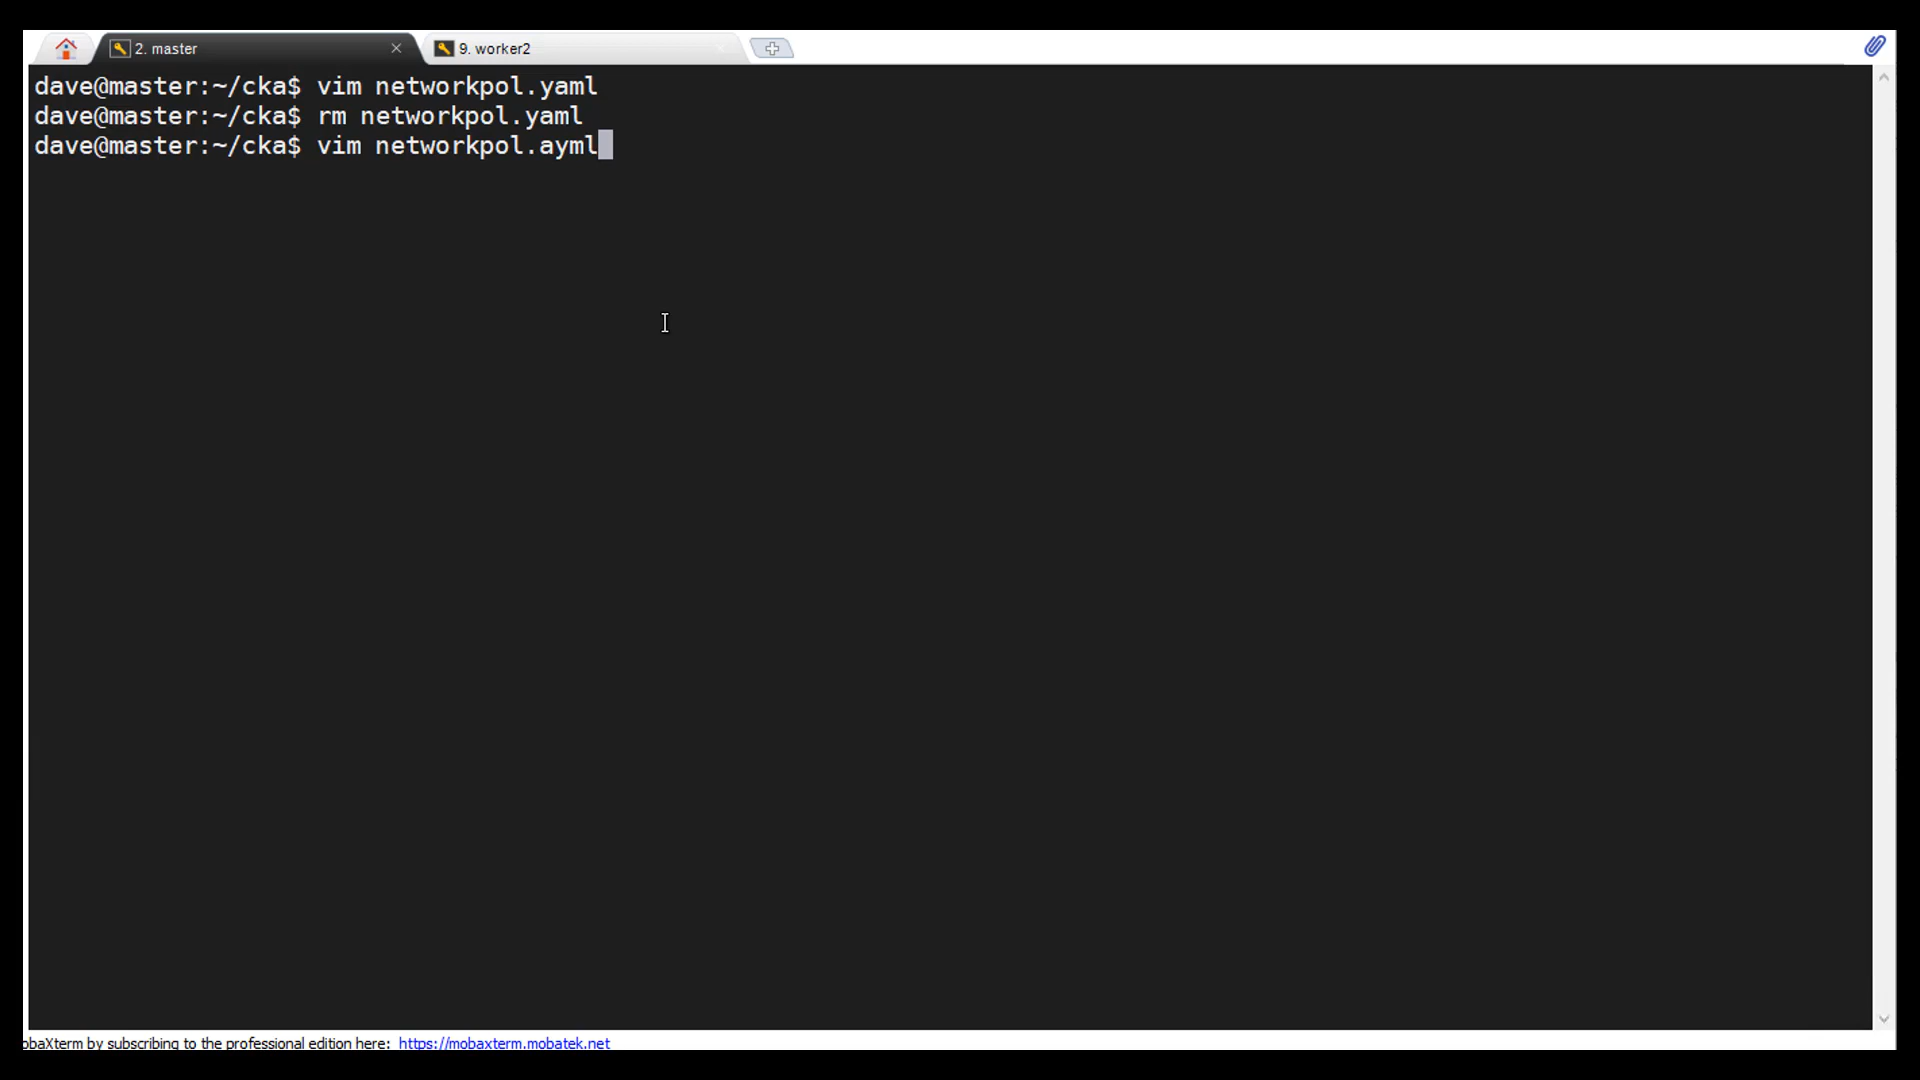 2. master
9. worker2
dave@master:~/cka$ vim networkpol.yaml
dave@master:~/cka$ rm networkpol.yaml
dave@master:~/cka$ vim networkpol.ayml
obaXterm by subscribing to the professional edition here: https://mobaxterm.mobatek.net